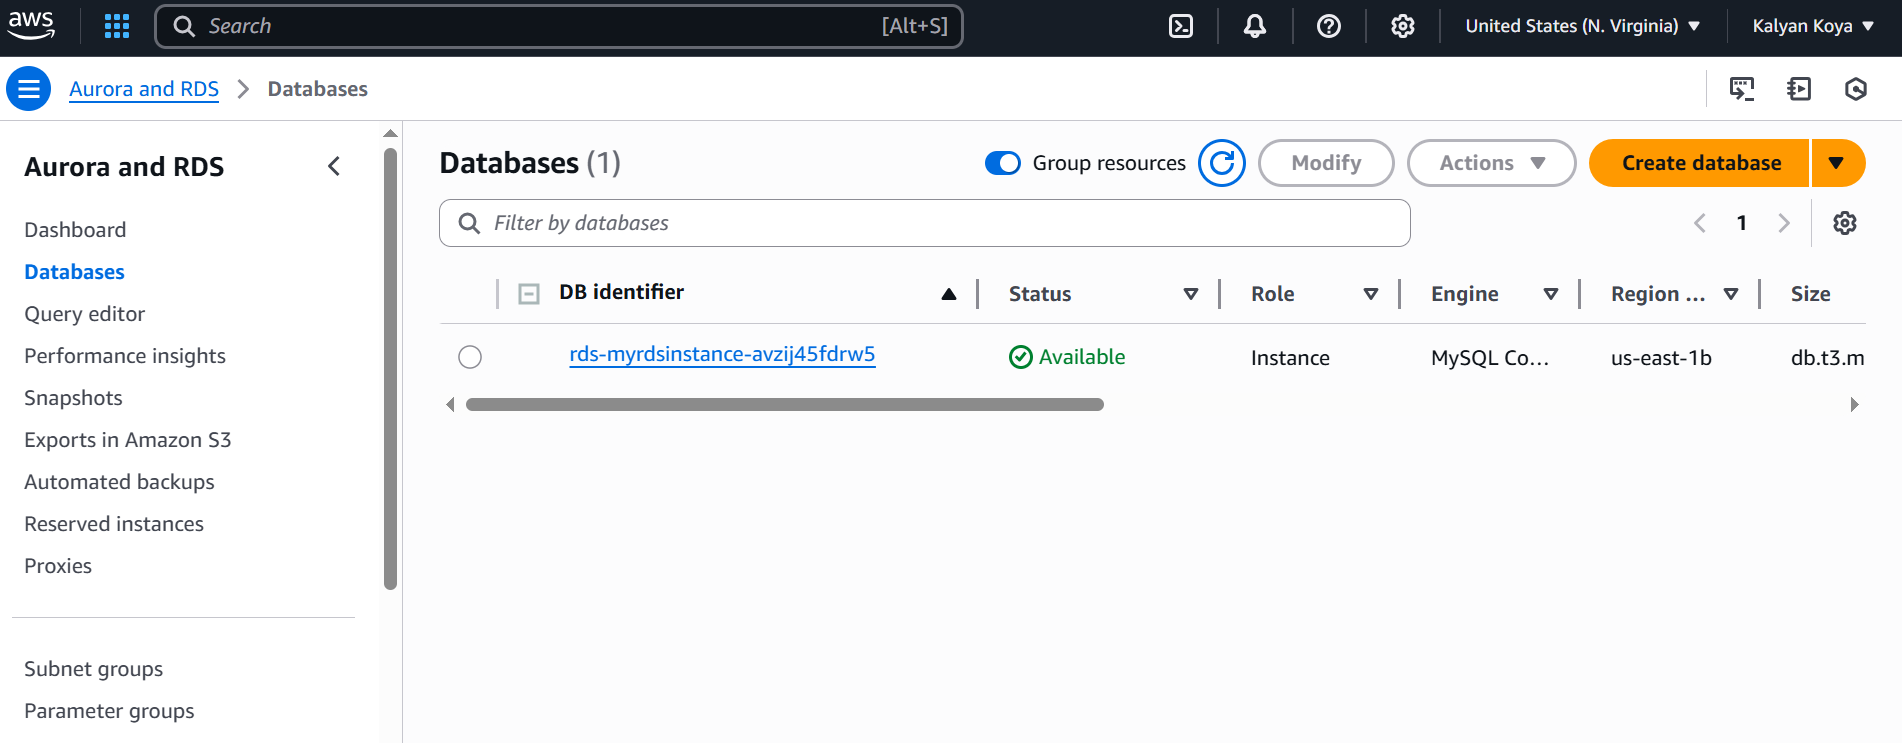 aws
Search [Alt+S] United States (N. Virginia) Kalyan Koya
Aurora and RDS Databases
Aurora and RDS
Dashboard
Databases
Query editor
Performance insights
Snapshots
Exports in Amazon S3
Automated backups
Reserved instances
Proxies
Subnet groups
Parameter groups
Databases (1) Group resources Modify Actions Create database
Filter by databases 1
DB identifier Status Role Engine Region ... Size
rds-myrdsinstance-avzij45fdrw5 Available Instance MySQL Co... us-east-1b db.t3.m